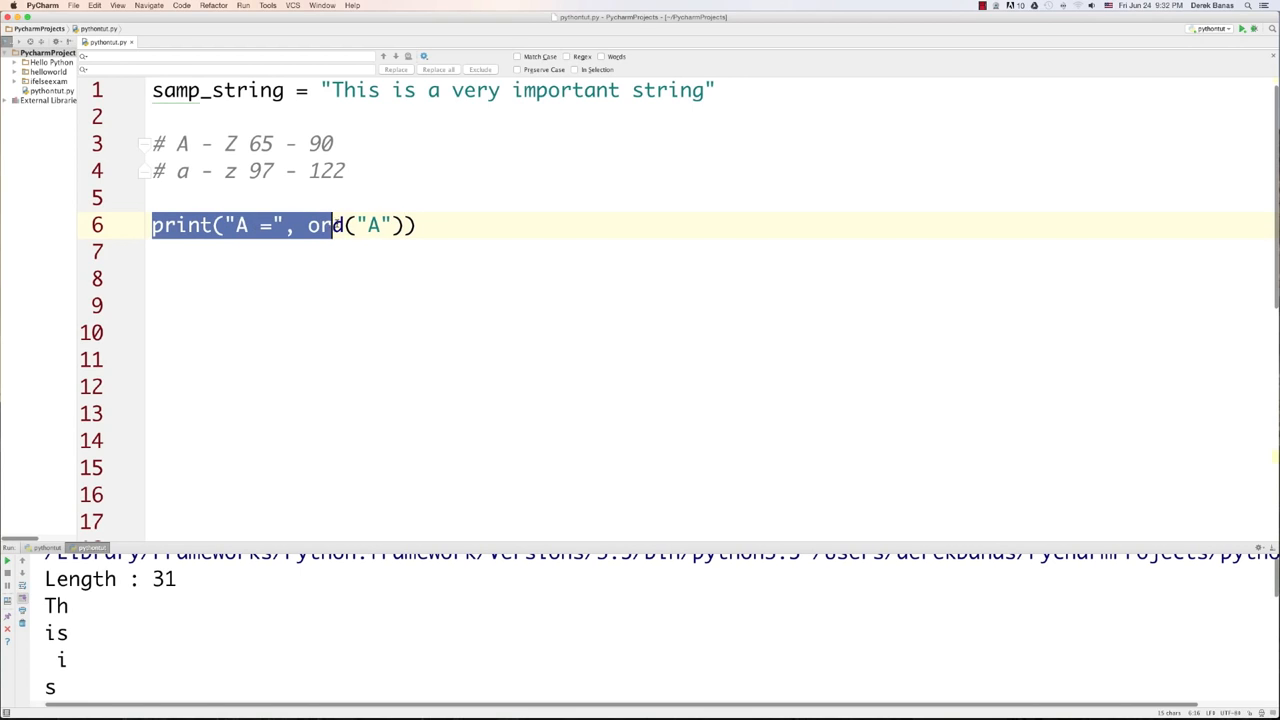 PyCharm File Edit View Navigate Code Refactor Run Tools VCS Window Help 10 Fri Jun 24 9:32 PM Derek Banas
pythontut.py - PycharmProjects - [~/PycharmProjects]
PycharmProjects pythontut.py pythontut
pythontut.py
PycharmProject
Match Case Regex Words
Hello Python
helloworld
Replace Replace all Exclude Preserve Case In Selection
ifelseexam
pythontut.py
External Librarie
1 samp_string = "This is a very important string"
2
3 # A - Z 65 - 90
4 # a - z 97 - 122
5
6 print("A =", ord("A"))
7
8
9
10
11
12
13
14
15
16
17
Run: pythontut pythontut
/Library/Frameworks/Python.framework/Versions/3.5/bin/python3.5 /Users/derekbanas/PycharmProjects/pytho
Length : 31
Th
is
i
s
15 chars 6:16 LF UTF-8